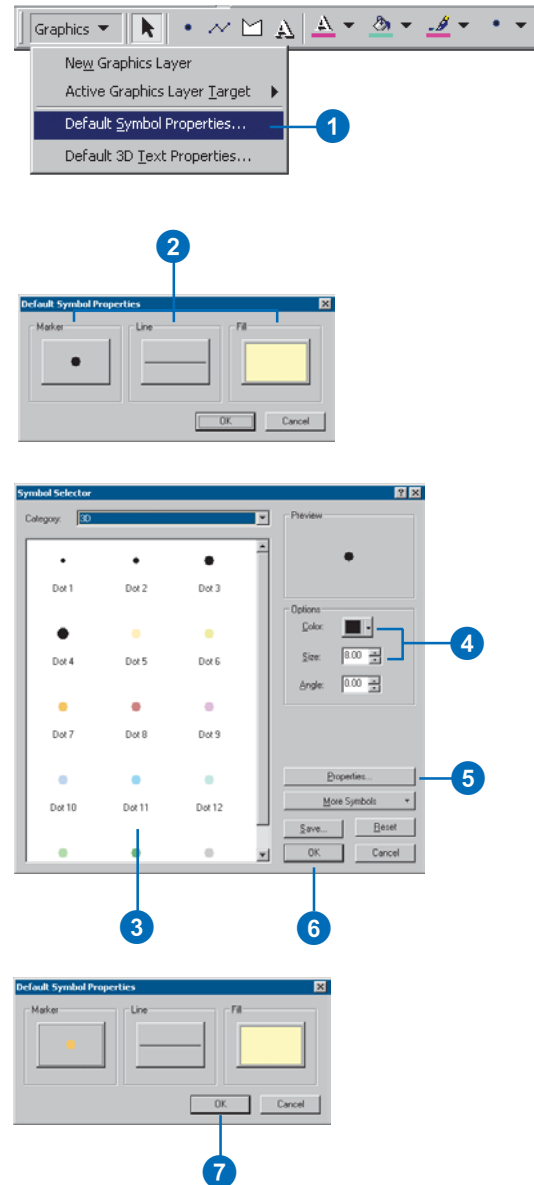 Graphics
New Graphics Layer
Active Graphics Layer Target
Default Symbol Properties...
1
Default 3D Text Properties...
2
Default Symbol Properties
Marker Line Fill
OK Cancel
Symbol Selector
Category: 3D
Preview
Dot 1 Dot 2 Dot 3
Options
Color:
4
Size: 8.00
Dot 4 Dot 5 Dot 6
Angle: 0.00
Dot 7 Dot 8 Dot 9
Properties...
5
More Symbols
Dot 10 Dot 11 Dot 12
Save... Reset
OK Cancel
3
6
Default Symbol Properties
Marker Line Fill
OK Cancel
7